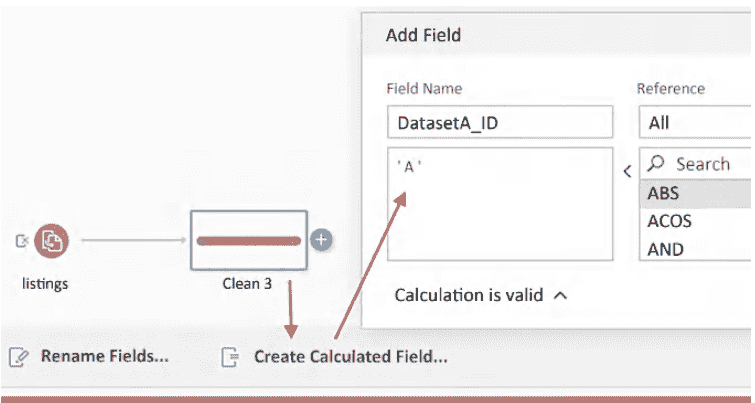 Add Field
Field Name
Reference
DatasetA_ID
All
'A'
Search
ABS
ACOS
AND
listings
Clean 3
Calculation is valid
Rename Fields...
Create Calculated Field...